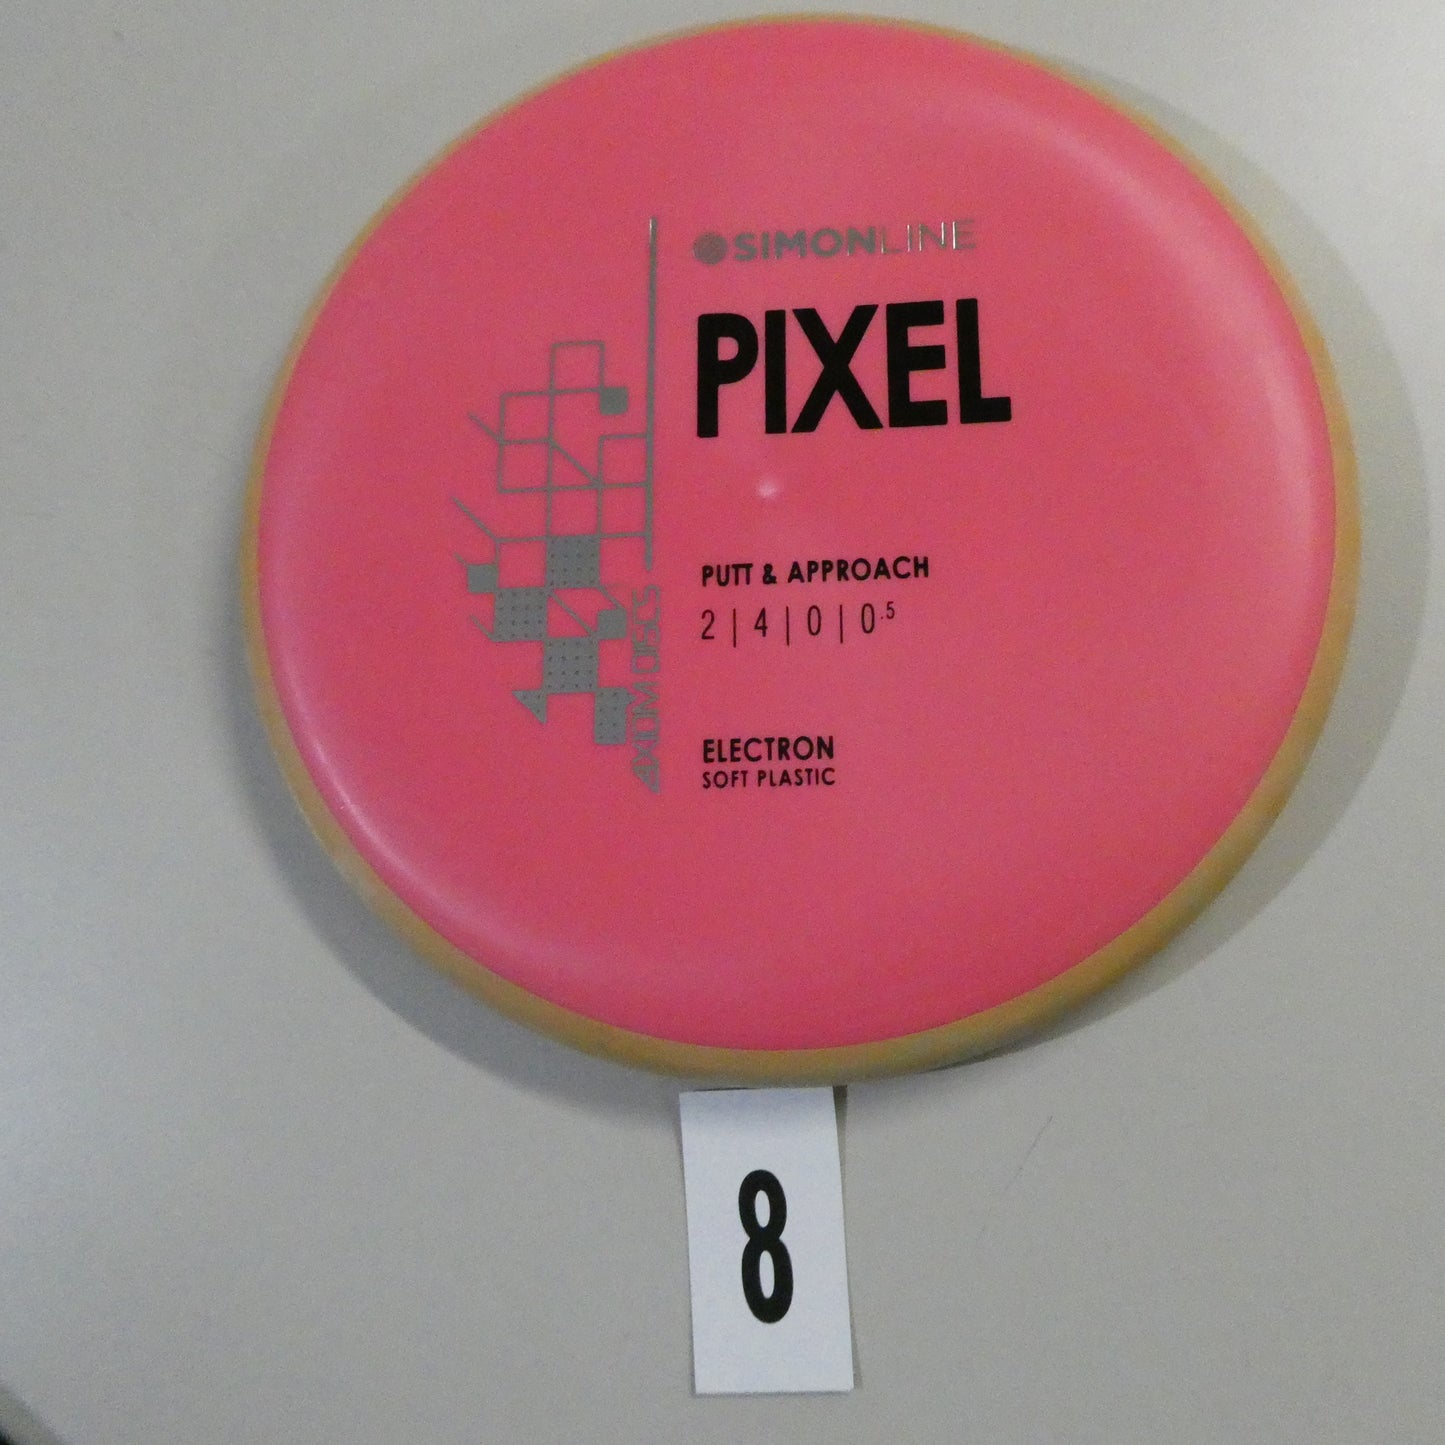 SIMONLINE
PIXEL
PUTT & APPROACH
2 | 4 | 0 | 0.5
ELECTRON
SOFT PLASTIC
AXIOM DISCS
8